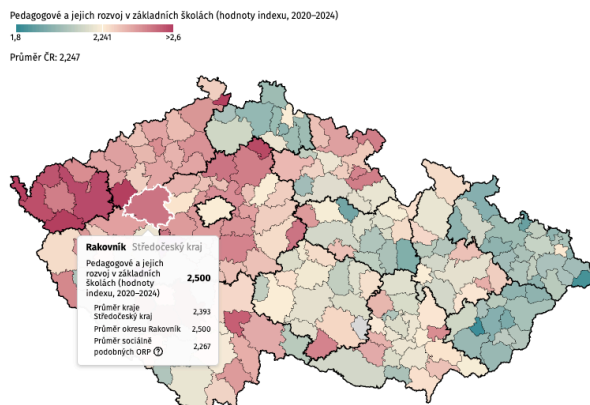 Pedagogové a jejich rozvoj v základních školách (hodnoty indexu, 2020–2024)
1,8 2,241 >2,6
Průměr ČR: 2,247
Rakovník Středočeský kraj
Pedagogové a jejich
rozvoj v základních
školách (hodnoty
indexu, 2020–2024)
2,500
Průměr kraje
Středočeský kraj
2,393
Průměr okresu Rakovník 2,500
Průměr sociálně
podobných ORP ?
2,267